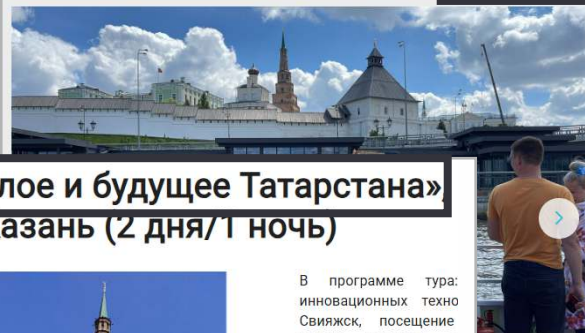 лое и будущее Татарстана»,
азань (2 дня/1 ночь)
В программе тура:
инновационных техно
Свияжск, посещение